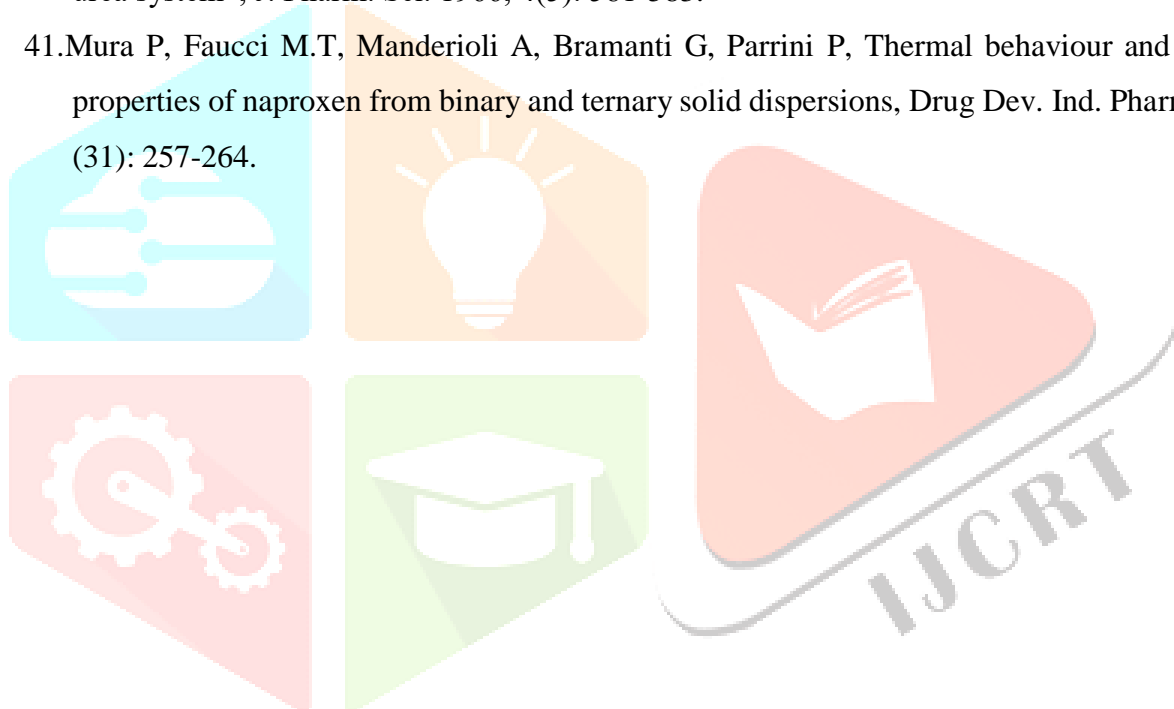 41.Mura P, Faucci M.T, Manderioli A, Bramanti G, Parrini P, Thermal behaviour and
properties of naproxen from binary and ternary solid dispersions, Drug Dev. Ind. Phar
(31): 257-264.
IJCRT